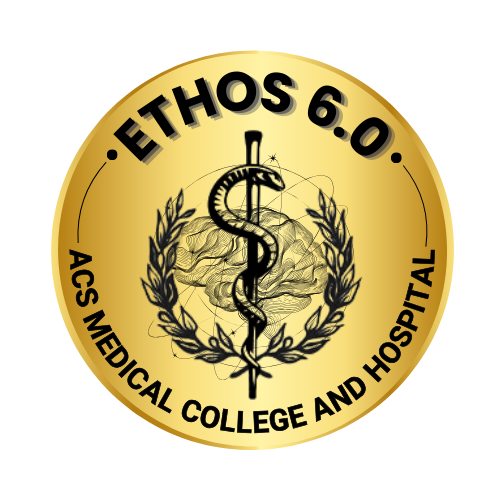 ETHOS 6.0
ACS MEDICAL COLLEGE AND HOSPITAL